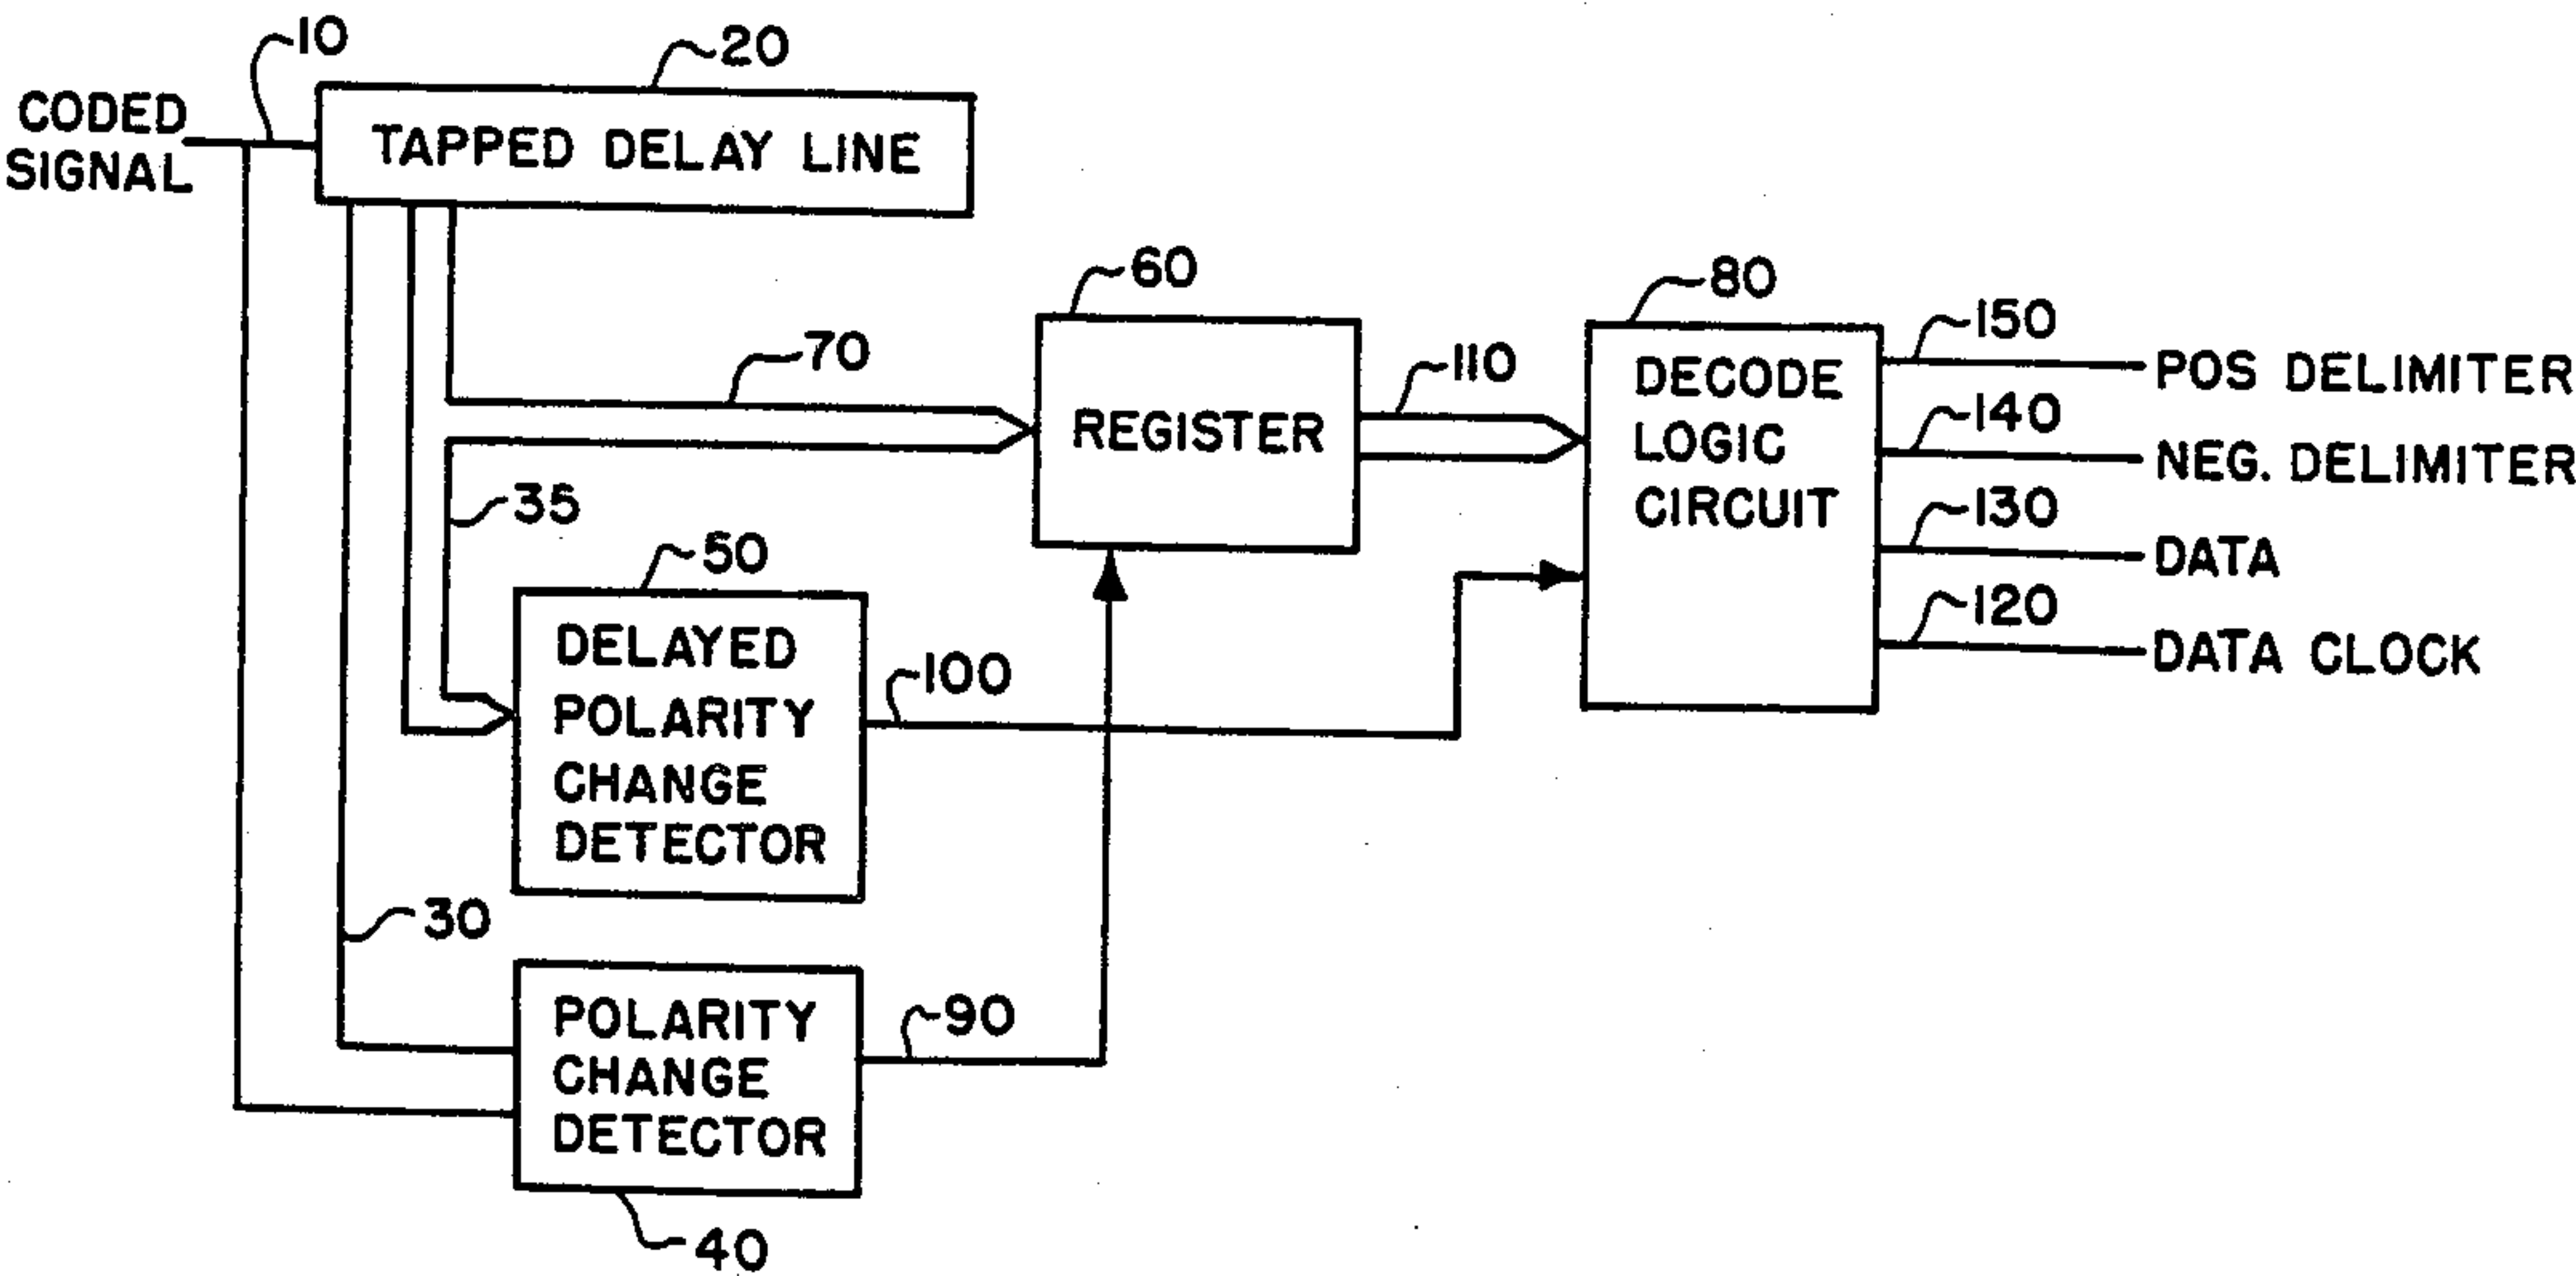 10
20
CODED
SIGNAL
TAPPED DELAY LINE
60
80
70
110
150
REGISTER
DECODE
LOGIC
CIRCUIT
POS DELIMITER
140
NEG. DELIMITER
35
130
DATA
50
120
DATA CLOCK
DELAYED
POLARITY
CHANGE
DETECTOR
100
30
POLARITY
CHANGE
DETECTOR
90
40